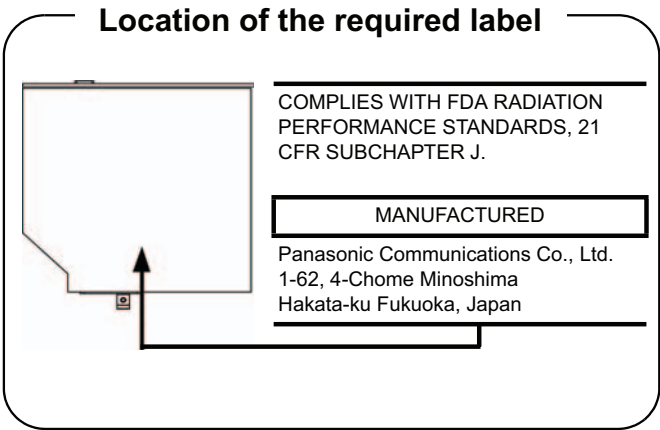 Location of the required label
COMPLIES WITH FDA RADIATION
PERFORMANCE STANDARDS, 21
CFR SUBCHAPTER J.
MANUFACTURED
Panasonic Communications Co., Ltd.
1-62, 4-Chome Minoshima
Hakata-ku Fukuoka, Japan